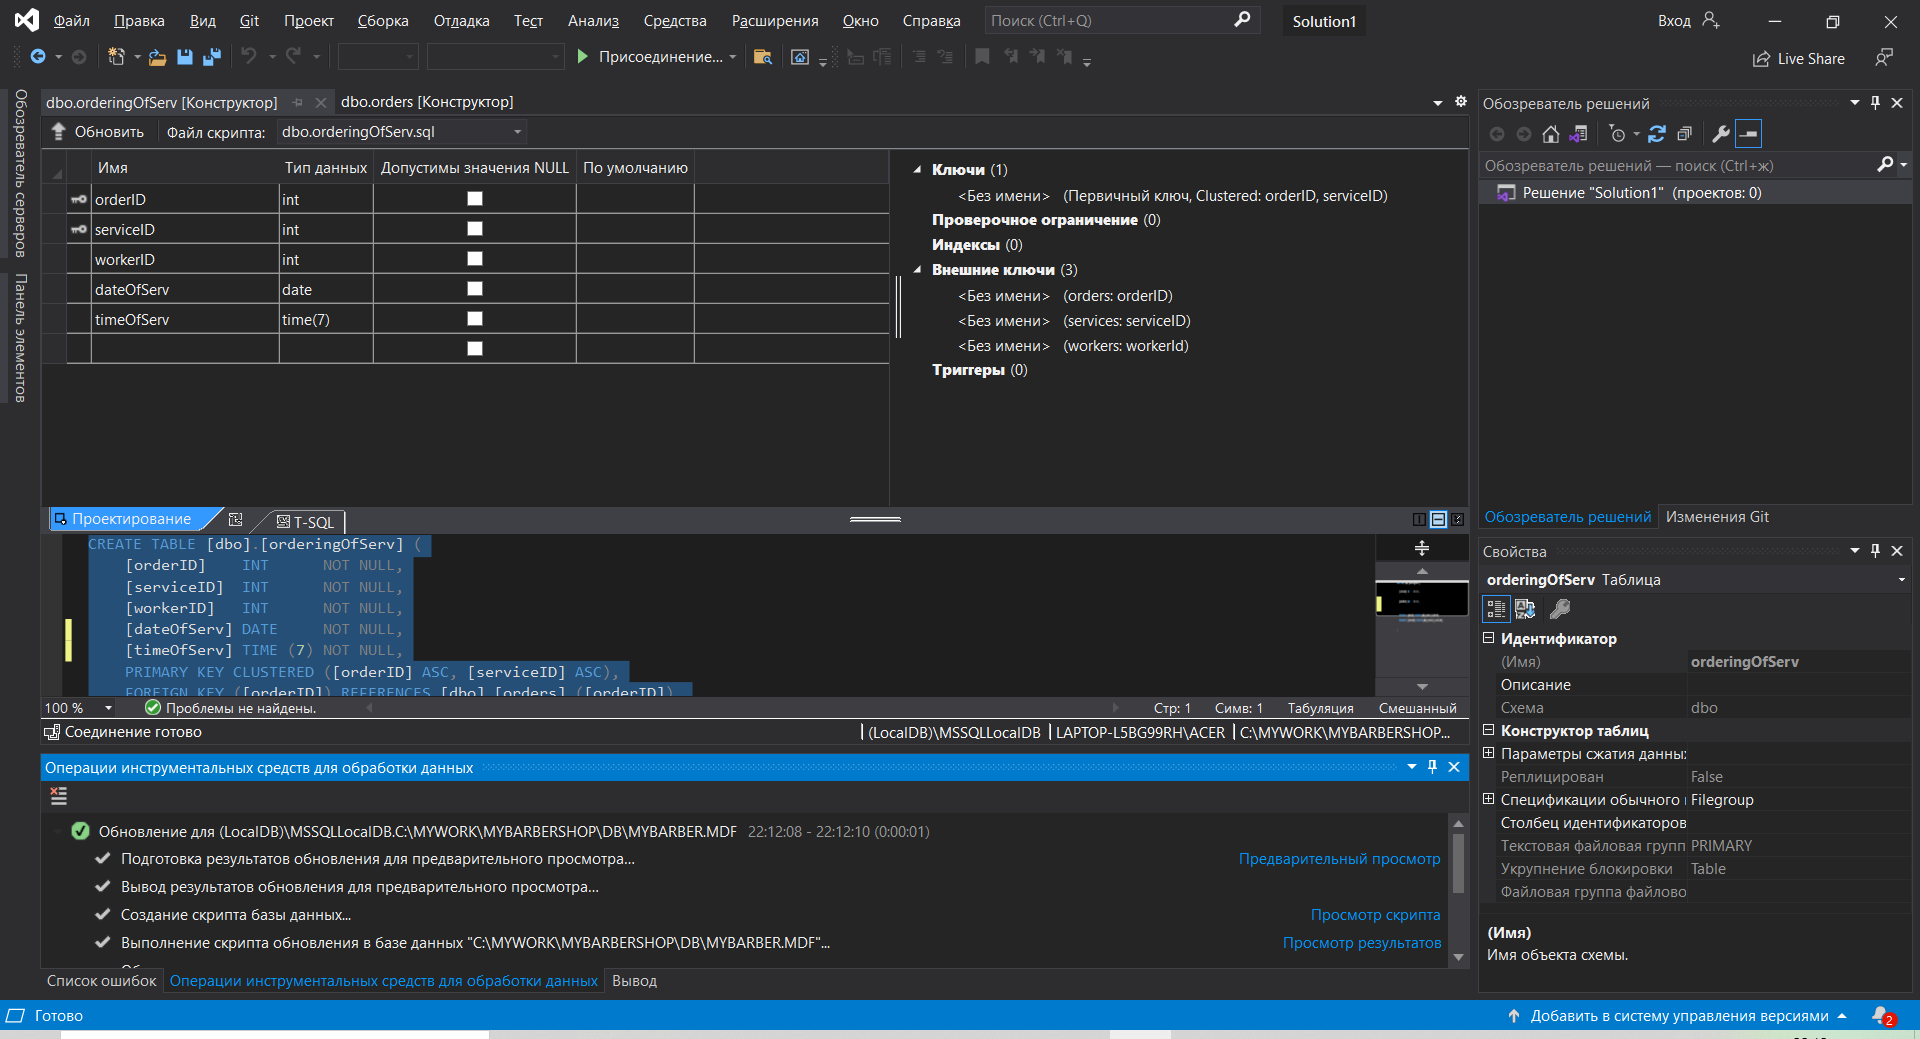 Файл Правка Вид Git Проект Сборка Отладка Тест Анализ Средства Расширения Окно Справка Поиск (Ctrl+Q) Solution1 Вход
Присоединение... Live Share
Обозреватель серверов
Панель элементов
dbo.orderingOfServ [Конструктор] dbo.orders [Конструктор]
Обновить Файл скрипта: dbo.orderingOfServ.sql
Имя Тип данных Допустимы значения NULL По умолчанию
orderID int
serviceID int
workerID int
dateOfServ date
timeOfServ time(7)
Ключи (1)
<Без имени> (Первичный ключ, Clustered: orderID, serviceID)
Проверочное ограничение (0)
Индексы (0)
Внешние ключи (3)
<Без имени> (orders: orderID)
<Без имени> (services: serviceID)
<Без имени> (workers: workerId)
Триггеры (0)
Проектирование T-SQL
CREATE TABLE [dbo].[orderingOfServ] (
[orderID] INT NOT NULL,
[serviceID] INT NOT NULL,
[workerID] INT NOT NULL,
[dateOfServ] DATE NOT NULL,
[timeOfServ] TIME (7) NOT NULL,
PRIMARY KEY CLUSTERED ([orderID] ASC, [serviceID] ASC),
FOREIGN KEY ([orderID]) REFERENCES [dbo].[orders] ([orderID])
100 % Проблемы не найдены. Стр: 1 Симв: 1 Табуляция Смешанный
Соединение готово (LocalDB)\MSSQLLocalDB LAPTOP-L5BG99RH\ACER C:\MYWORK\MYBARBERSHOP...
Операции инструментальных средств для обработки данных
Обновление для (LocalDB)\MSSQLLocalDB.C:\MYWORK\MYBARBERSHOP\DB\MYBARBER.MDF 22:12:08 - 22:12:10 (0:00:01)
Подготовка результатов обновления для предварительного просмотра... Предварительный просмотр
Вывод результатов обновления для предварительного просмотра...
Создание скрипта базы данных... Просмотр скрипта
Выполнение скрипта обновления в базе данных "C:\MYWORK\MYBARBERSHOP\DB\MYBARBER.MDF"... Просмотр результатов
Список ошибок Операции инструментальных средств для обработки данных Вывод
Обозреватель решений
Обозреватель решений — поиск (Ctrl+ж)
Решение "Solution1" (проектов: 0)
Обозреватель решений Изменения Git
Свойства
orderingOfServ Таблица
Идентификатор
(Имя) orderingOfServ
Описание
Схема dbo
Конструктор таблиц
Параметры сжатия данны
Реплицирован False
Спецификации обычного Filegroup
Столбец идентификаторов
Текстовая файловая групп PRIMARY
Укрупнение блокировки Table
Файловая группа файлово
(Имя)
Имя объекта схемы.
Готово Добавить в систему управления версиями 2